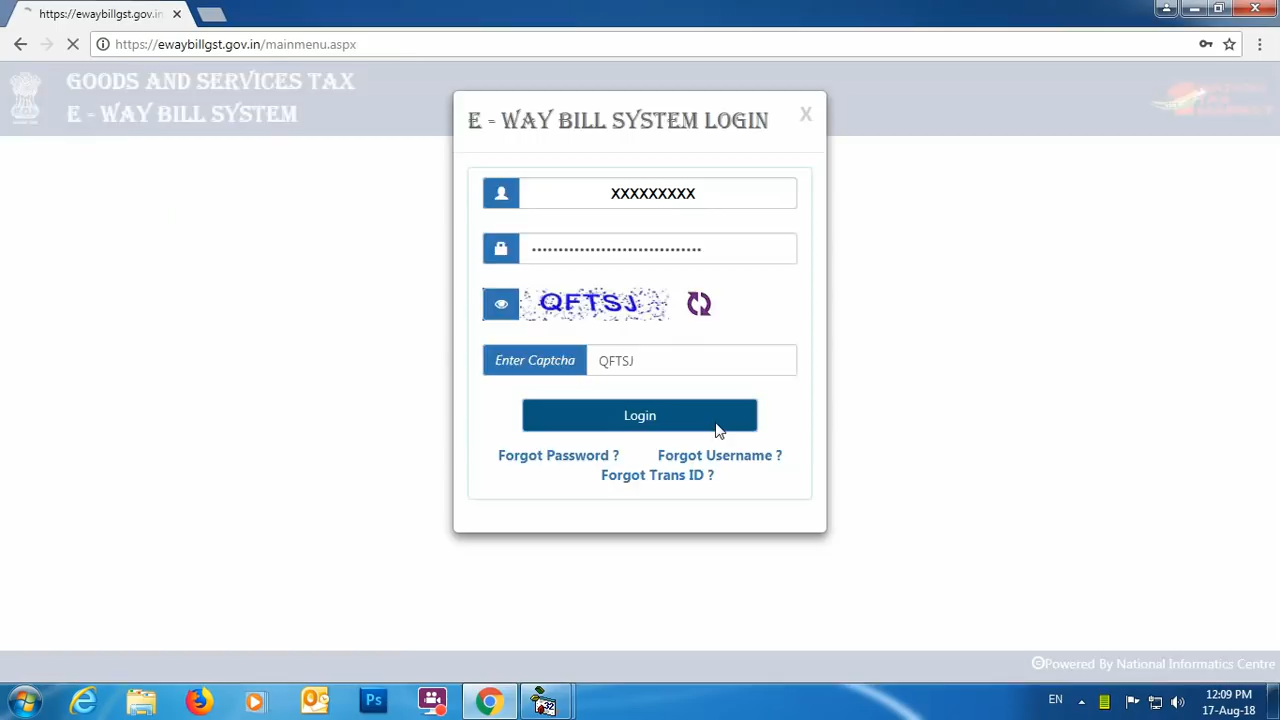 https://ewaybillgst.gov.in
https://ewaybillgst.gov.in/mainmenu.aspx
GOODS AND SERVICES TAX
E - WAY BILL SYSTEM
E - WAY BILL SYSTEM LOGIN
X
XXXXXXXXX
QFTSJ
Enter Captcha
QFTSJ
Login
Forgot Password ?
Forgot Username ?
Forgot Trans ID ?
©Powered By National Informatics Centre
Ps
EN
12:09 PM
17-Aug-18